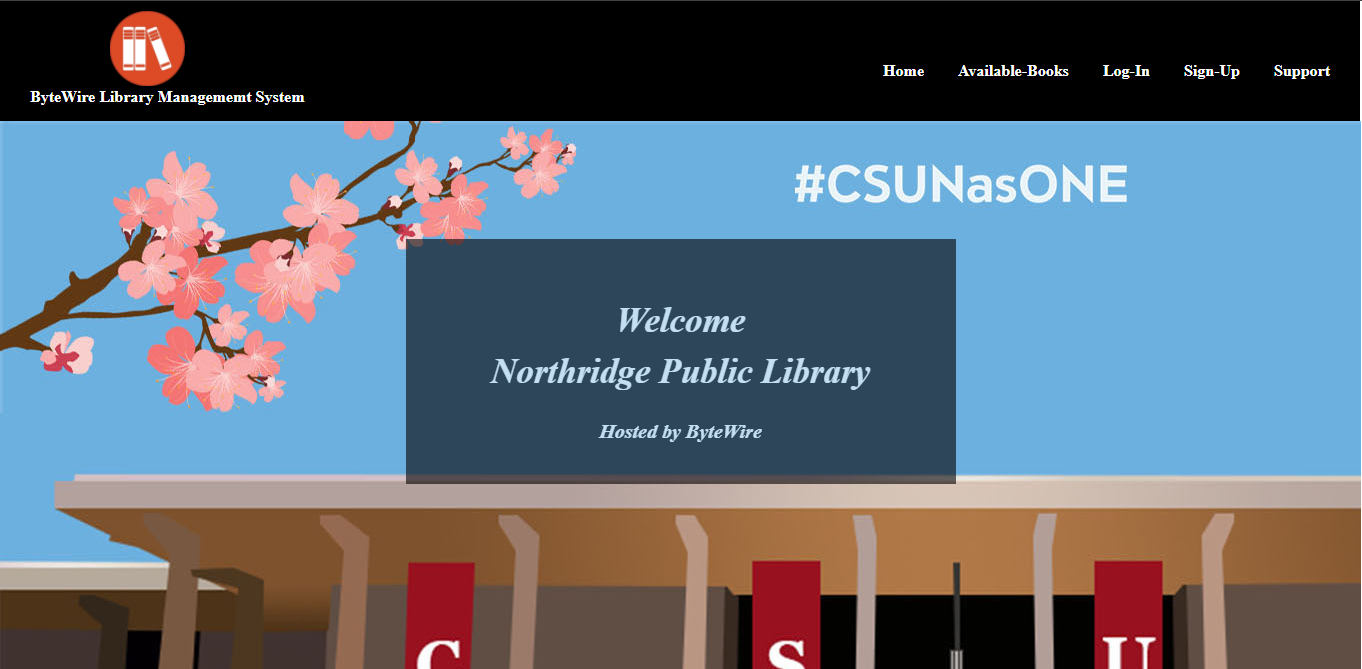 ByteWire Library Managememt System
Home Available-Books Log-In Sign-Up Support
#CSUNasONE
Welcome
Northridge Public Library
Hosted by ByteWire
C S U